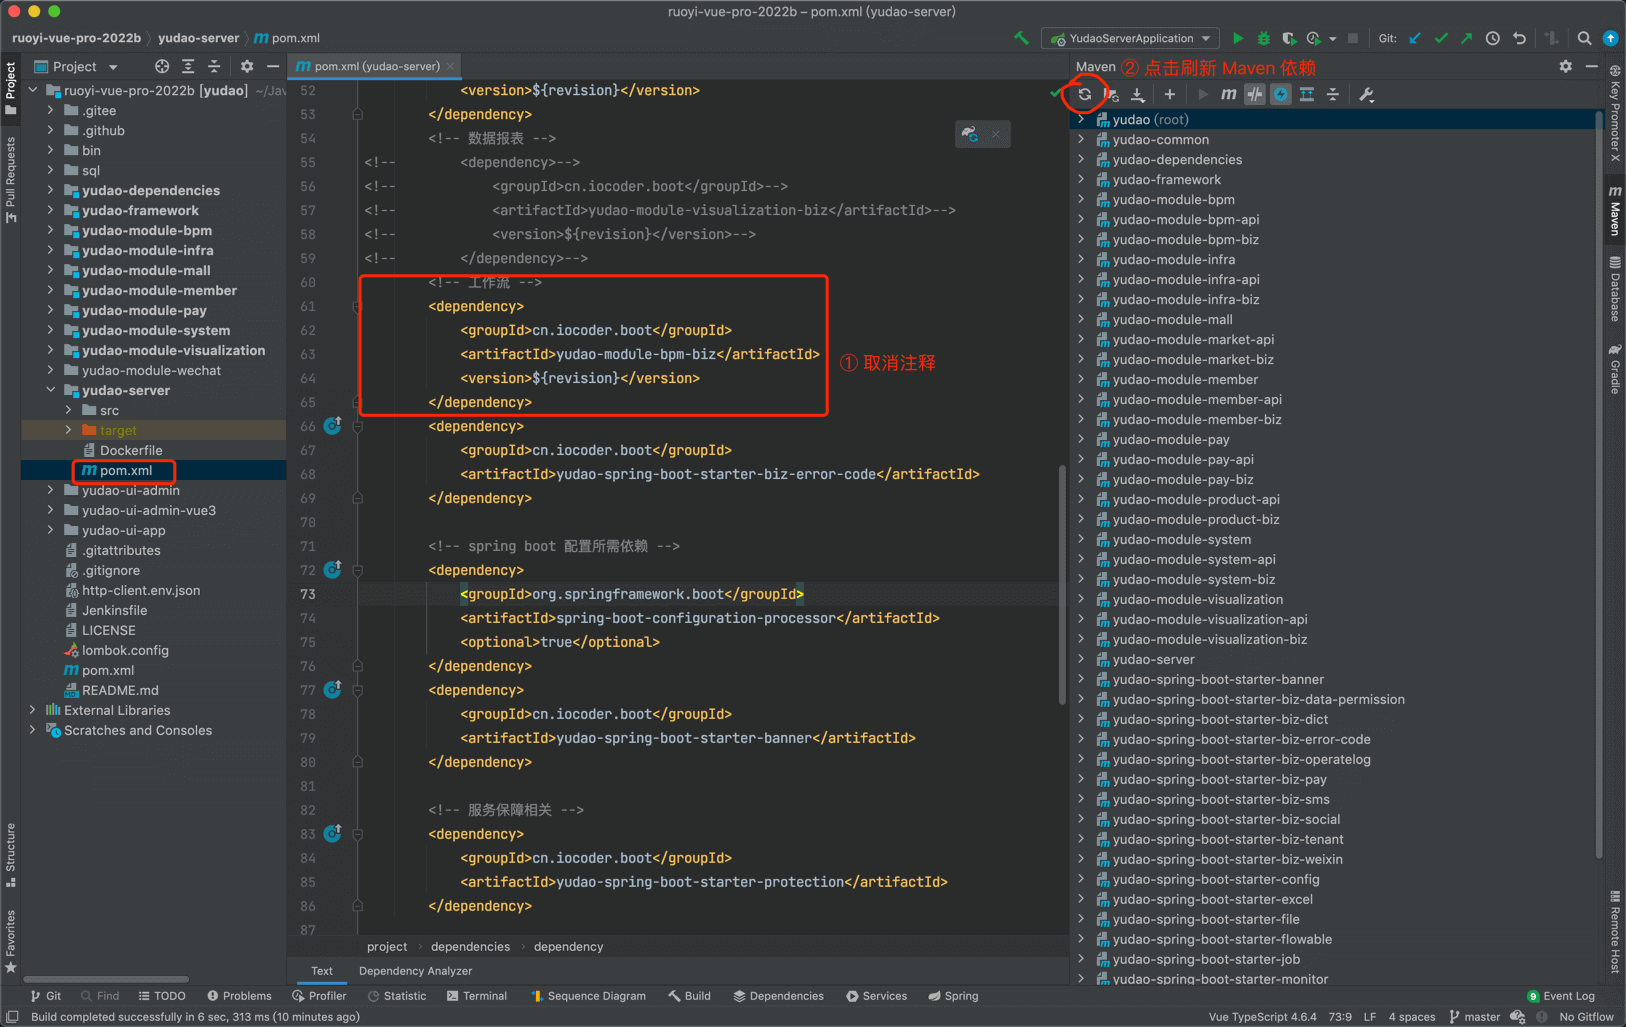 ruoyi-vue-pro-2022b – pom.xml (yudao-server)
ruoyi-vue-pro-2022b
yudao-server
pom.xml
YudaoServerApplication
Git:
Project
Pull Requests
Structure
Favorites
Project
ruoyi-vue-pro-2022b [yudao] ~/Jav
.gitee
.github
bin
sql
yudao-dependencies
yudao-framework
yudao-module-bpm
yudao-module-infra
yudao-module-mall
yudao-module-member
yudao-module-pay
yudao-module-system
yudao-module-visualization
yudao-module-wechat
yudao-server
src
target
Dockerfile
pom.xml
yudao-ui-admin
yudao-ui-admin-vue3
yudao-ui-app
.gitattributes
.gitignore
http-client.env.json
Jenkinsfile
LICENSE
lombok.config
pom.xml
README.md
External Libraries
Scratches and Consoles
pom.xml (yudao-server)
52 <version>${revision}</version>
53 </dependency>
54 <!-- 数据报表 -->
55 <!-- <dependency>-->
56 <!-- <groupId>cn.iocoder.boot</groupId>-->
57 <!-- <artifactId>yudao-module-visualization-biz</artifactId>-->
58 <!-- <version>${revision}</version>-->
59 <!-- </dependency>-->
60 <!-- 工作流 -->
61 <dependency>
62 <groupId>cn.iocoder.boot</groupId>
63 <artifactId>yudao-module-bpm-biz</artifactId>
64 <version>${revision}</version>
65 </dependency>
① 取消注释
66 <dependency>
67 <groupId>cn.iocoder.boot</groupId>
68 <artifactId>yudao-spring-boot-starter-biz-error-code</artifactId>
69 </dependency>
70
71 <!-- spring boot 配置所需依赖 -->
72 <dependency>
73 <groupId>org.springframework.boot</groupId>
74 <artifactId>spring-boot-configuration-processor</artifactId>
75 <optional>true</optional>
76 </dependency>
77 <dependency>
78 <groupId>cn.iocoder.boot</groupId>
79 <artifactId>yudao-spring-boot-starter-banner</artifactId>
80 </dependency>
81
82 <!-- 服务保障相关 -->
83 <dependency>
84 <groupId>cn.iocoder.boot</groupId>
85 <artifactId>yudao-spring-boot-starter-protection</artifactId>
86 </dependency>
87
project › dependencies › dependency
Text
Dependency Analyzer
Maven ② 点击刷新 Maven 依赖
yudao (root)
yudao-common
yudao-dependencies
yudao-framework
yudao-module-bpm
yudao-module-bpm-api
yudao-module-bpm-biz
yudao-module-infra
yudao-module-infra-api
yudao-module-infra-biz
yudao-module-mall
yudao-module-market-api
yudao-module-market-biz
yudao-module-member
yudao-module-member-api
yudao-module-member-biz
yudao-module-pay
yudao-module-pay-api
yudao-module-pay-biz
yudao-module-product-api
yudao-module-product-biz
yudao-module-system
yudao-module-system-api
yudao-module-system-biz
yudao-module-visualization
yudao-module-visualization-api
yudao-module-visualization-biz
yudao-server
yudao-spring-boot-starter-banner
yudao-spring-boot-starter-biz-data-permission
yudao-spring-boot-starter-biz-dict
yudao-spring-boot-starter-biz-error-code
yudao-spring-boot-starter-biz-operatelog
yudao-spring-boot-starter-biz-pay
yudao-spring-boot-starter-biz-sms
yudao-spring-boot-starter-biz-social
yudao-spring-boot-starter-biz-tenant
yudao-spring-boot-starter-biz-weixin
yudao-spring-boot-starter-config
yudao-spring-boot-starter-excel
yudao-spring-boot-starter-file
yudao-spring-boot-starter-flowable
yudao-spring-boot-starter-job
yudao-spring-boot-starter-monitor
Key Promoter X
Maven
Database
Gradle
Remote Host
Git
Find
TODO
Problems
Profiler
Statistic
Terminal
Sequence Diagram
Build
Dependencies
Services
Spring
9 Event Log
Build completed successfully in 6 sec, 313 ms (10 minutes ago)
Vue TypeScript 4.6.4
73:9
LF
4 spaces
master
No Gitflow